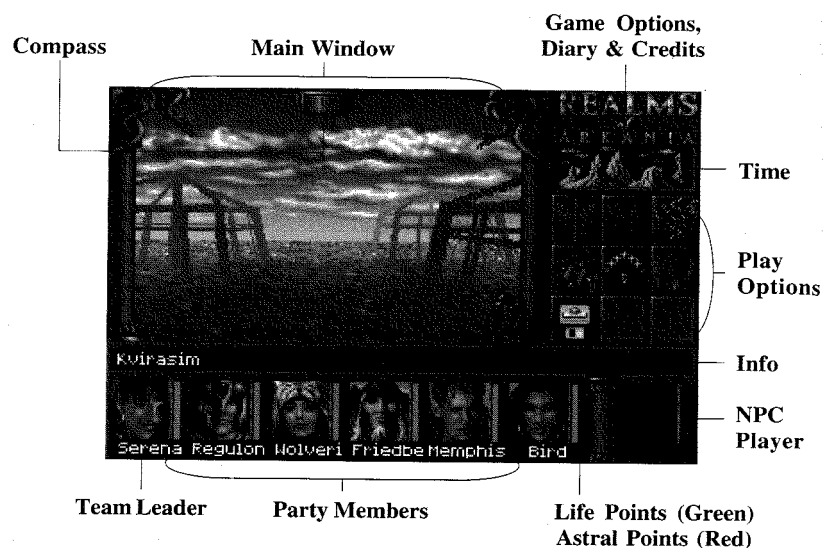 Game Options,
Diary & Credits
Compass
Main Window
REALMS
ARKANIA
Time
Play
Options
Kvirasim
Info
NPC
Player
Serena Regulon Wolveri Friedbe Memphis Bird
Team Leader
Party Members
Life Points (Green)
Astral Points (Red)